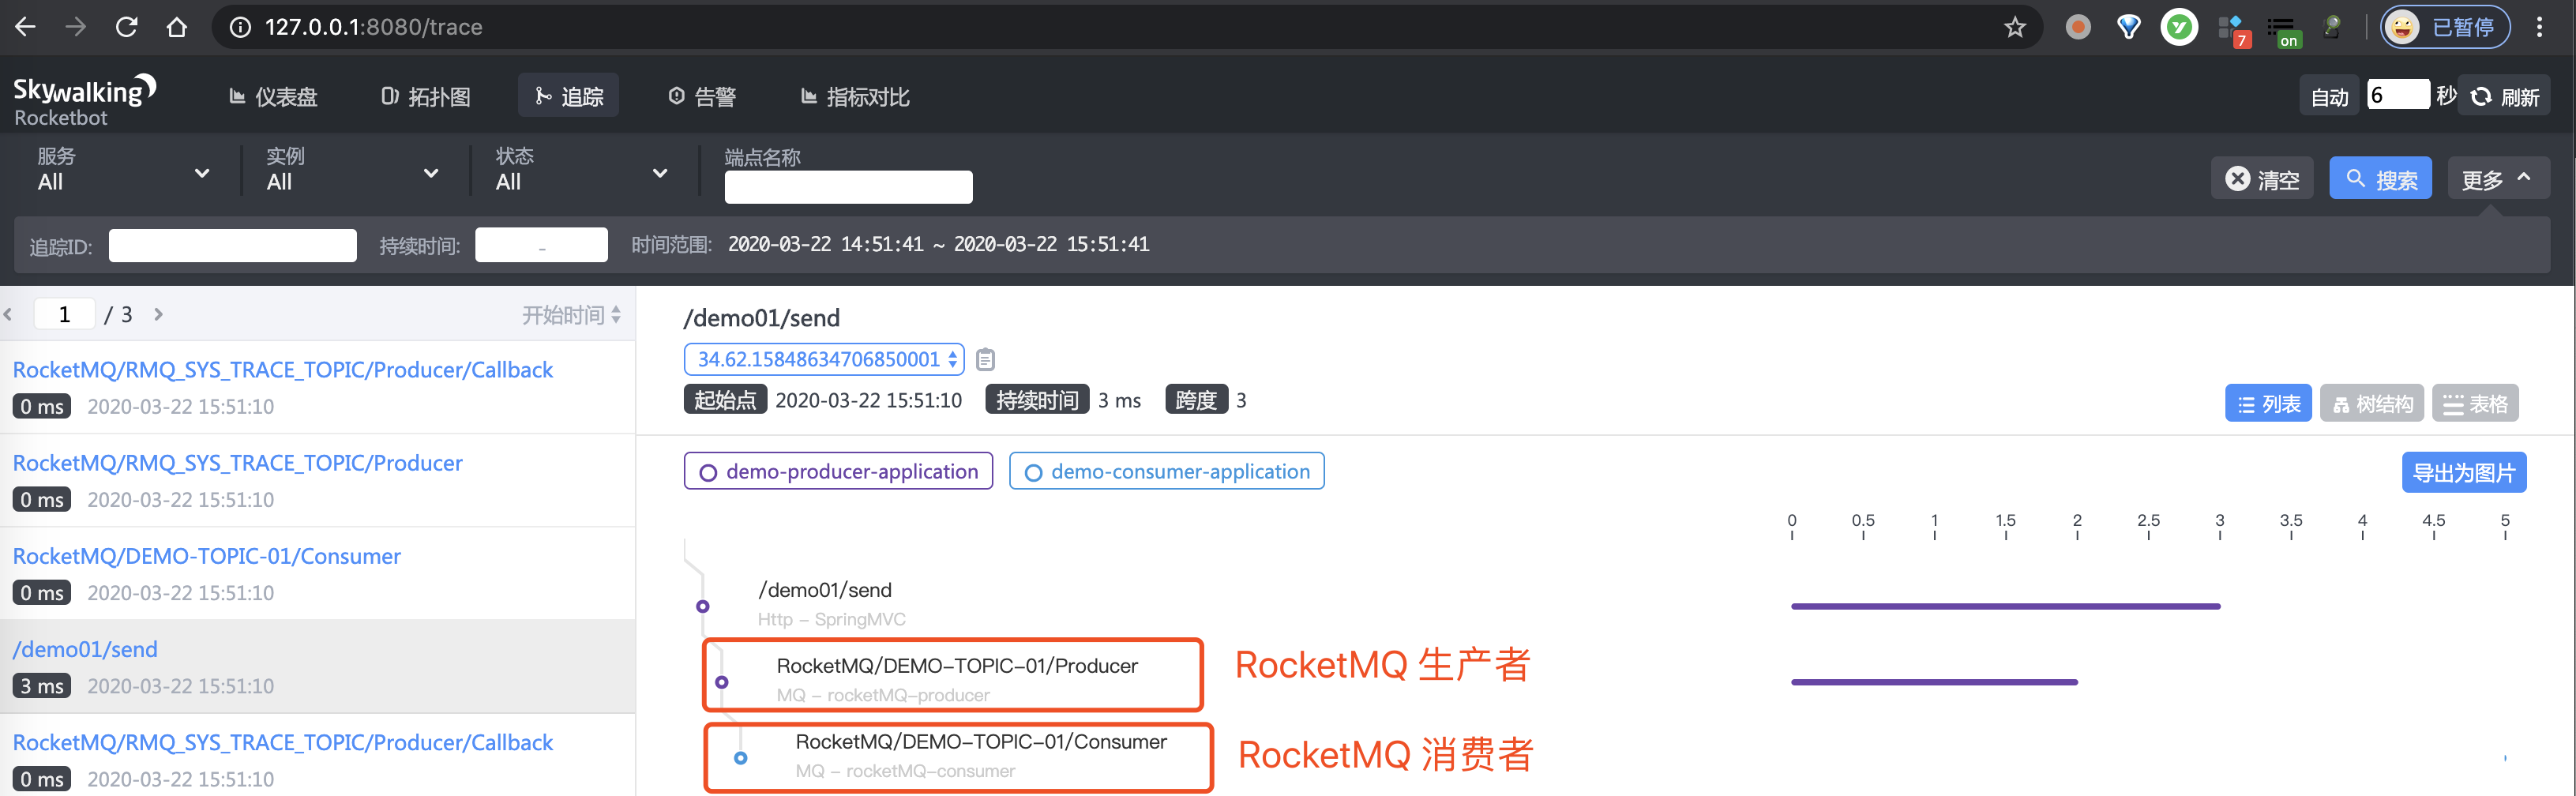 127.0.0.1:8080/trace
7
on
已暂停
Skywalking
Rocketbot
仪表盘
拓扑图
追踪
告警
指标对比
自动
6
秒
刷新
服务
All
实例
All
状态
All
端点名称
清空
搜索
更多
追踪ID:
持续时间:
-
时间范围:
2020-03-22 14:51:41 ~ 2020-03-22 15:51:41
1 / 3
开始时间
RocketMQ/RMQ_SYS_TRACE_TOPIC/Producer/Callback
0 ms 2020-03-22 15:51:10
RocketMQ/RMQ_SYS_TRACE_TOPIC/Producer
0 ms 2020-03-22 15:51:10
RocketMQ/DEMO-TOPIC-01/Consumer
0 ms 2020-03-22 15:51:10
/demo01/send
3 ms 2020-03-22 15:51:10
RocketMQ/RMQ_SYS_TRACE_TOPIC/Producer/Callback
0 ms 2020-03-22 15:51:10
/demo01/send
34.62.15848634706850001
起始点 2020-03-22 15:51:10 持续时间 3 ms 跨度 3
列表
树结构
表格
demo-producer-application
demo-consumer-application
导出为图片
0 0.5 1 1.5 2 2.5 3 3.5 4 4.5 5
/demo01/send
Http - SpringMVC
RocketMQ/DEMO-TOPIC-01/Producer
MQ - rocketMQ-producer
RocketMQ 生产者
RocketMQ/DEMO-TOPIC-01/Consumer
MQ - rocketMQ-consumer
RocketMQ 消费者